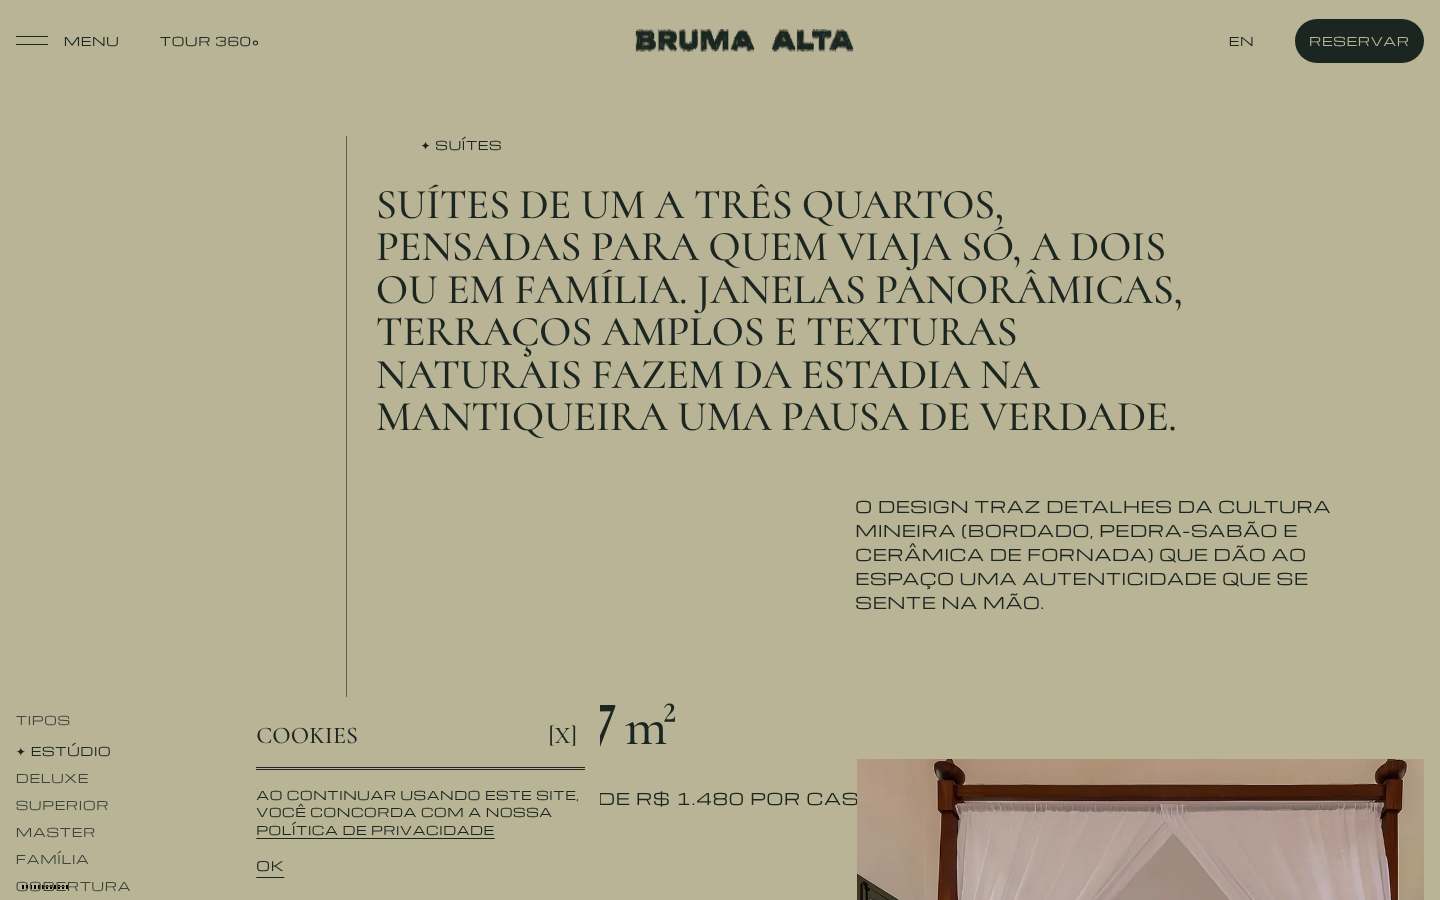 MENU
TOUR 360°
BRUMA ALTA
EN
RESERVAR
✦ SUÍTES
SUÍTES DE UM A TRÊS QUARTOS,
PENSADAS PARA QUEM VIAJA SÓ, A DOIS
OU EM FAMÍLIA. JANELAS PANORÂMICAS,
TERRAÇOS AMPLOS E TEXTURAS
NATURAIS FAZEM DA ESTADIA NA
MANTIQUEIRA UMA PAUSA DE VERDADE.
O DESIGN TRAZ DETALHES DA CULTURA
MINEIRA (BORDADO, PEDRA-SABÃO E
CERÂMICA DE FORNADA) QUE DÃO AO
ESPAÇO UMA AUTENTICIDADE QUE SE
SENTE NA MÃO.
TIPOS
✦ ESTÚDIO
DELUXE
SUPERIOR
MASTER
FAMÍLIA
COBERTURA
COOKIES
[X]
AO CONTINUAR USANDO ESTE SITE,
VOCÊ CONCORDA COM A NOSSA
POLÍTICA DE PRIVACIDADE
OK
7 m²
DE R$ 1.480 POR CAS